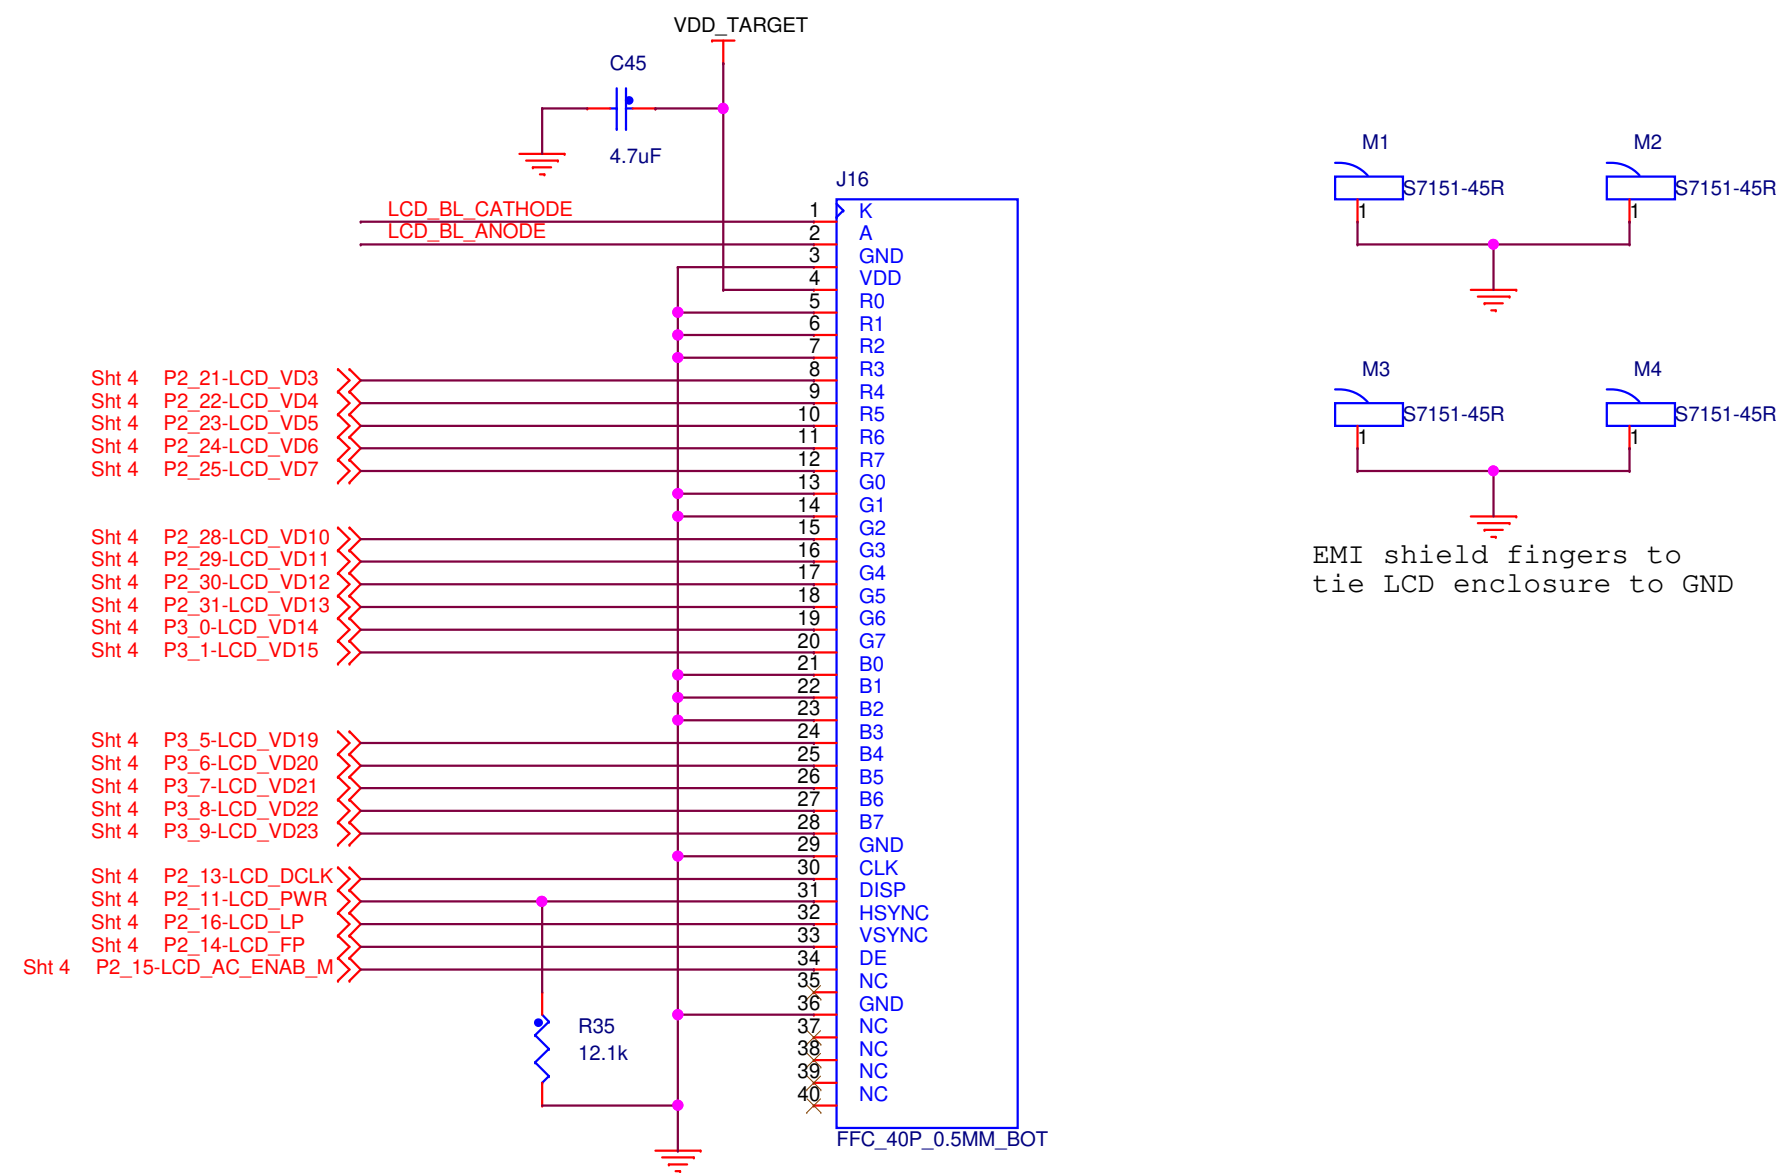 VDD_TARGET
C45
4.7uF
J16
LCD_BL_CATHODE 1 K
LCD_BL_ANODE 2 A
3 GND
4 VDD
5 R0
6 R1
7 R2
Sht 4 P2_21-LCD_VD3 8 R3
Sht 4 P2_22-LCD_VD4 9 R4
Sht 4 P2_23-LCD_VD5 10 R5
Sht 4 P2_24-LCD_VD6 11 R6
Sht 4 P2_25-LCD_VD7 12 R7
13 G0
14 G1
Sht 4 P2_28-LCD_VD10 15 G2
Sht 4 P2_29-LCD_VD11 16 G3
Sht 4 P2_30-LCD_VD12 17 G4
Sht 4 P2_31-LCD_VD13 18 G5
Sht 4 P3_0-LCD_VD14 19 G6
Sht 4 P3_1-LCD_VD15 20 G7
21 B0
22 B1
23 B2
Sht 4 P3_5-LCD_VD19 24 B3
Sht 4 P3_6-LCD_VD20 25 B4
Sht 4 P3_7-LCD_VD21 26 B5
Sht 4 P3_8-LCD_VD22 27 B6
Sht 4 P3_9-LCD_VD23 28 B7
29 GND
Sht 4 P2_13-LCD_DCLK 30 CLK
Sht 4 P2_11-LCD_PWR 31 DISP
Sht 4 P2_16-LCD_LP 32 HSYNC
Sht 4 P2_14-LCD_FP 33 VSYNC
Sht 4 P2_15-LCD_AC_ENAB_M 34 DE
35 NC
36 GND
37 NC
38 NC
39 NC
40 NC
R35
12.1k
FFC_40P_0.5MM_BOT
M1 M2
S7151-45R S7151-45R
1 1
M3 M4
S7151-45R S7151-45R
1 1
EMI shield fingers to
tie LCD enclosure to GND